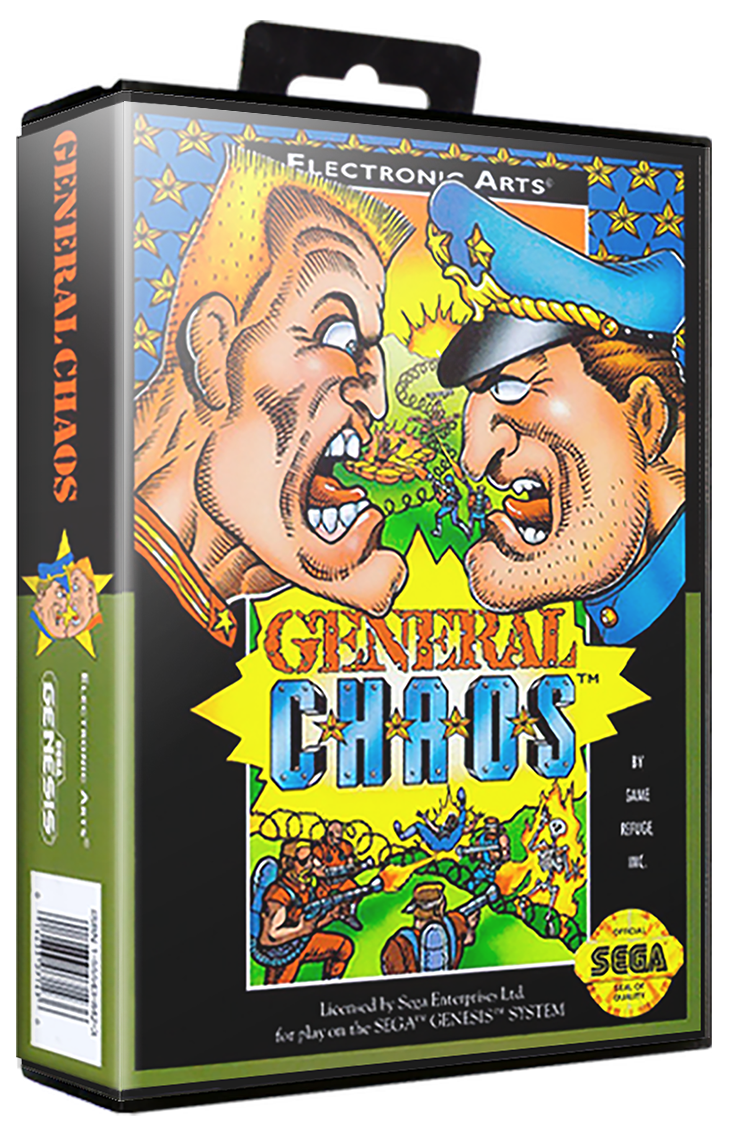 ELECTRONIC ARTS®
GENERAL
CHAOS™
BY
GAME
REFUGE
INC.
OFFICIAL
SEGA
SEAL OF
QUALITY
Licensed by Sega Enterprises Ltd.
for play on the SEGA™ GENESIS™ SYSTEM
GENERAL CHAOS
ELECTRONIC ARTS®
SEGA
GENESIS